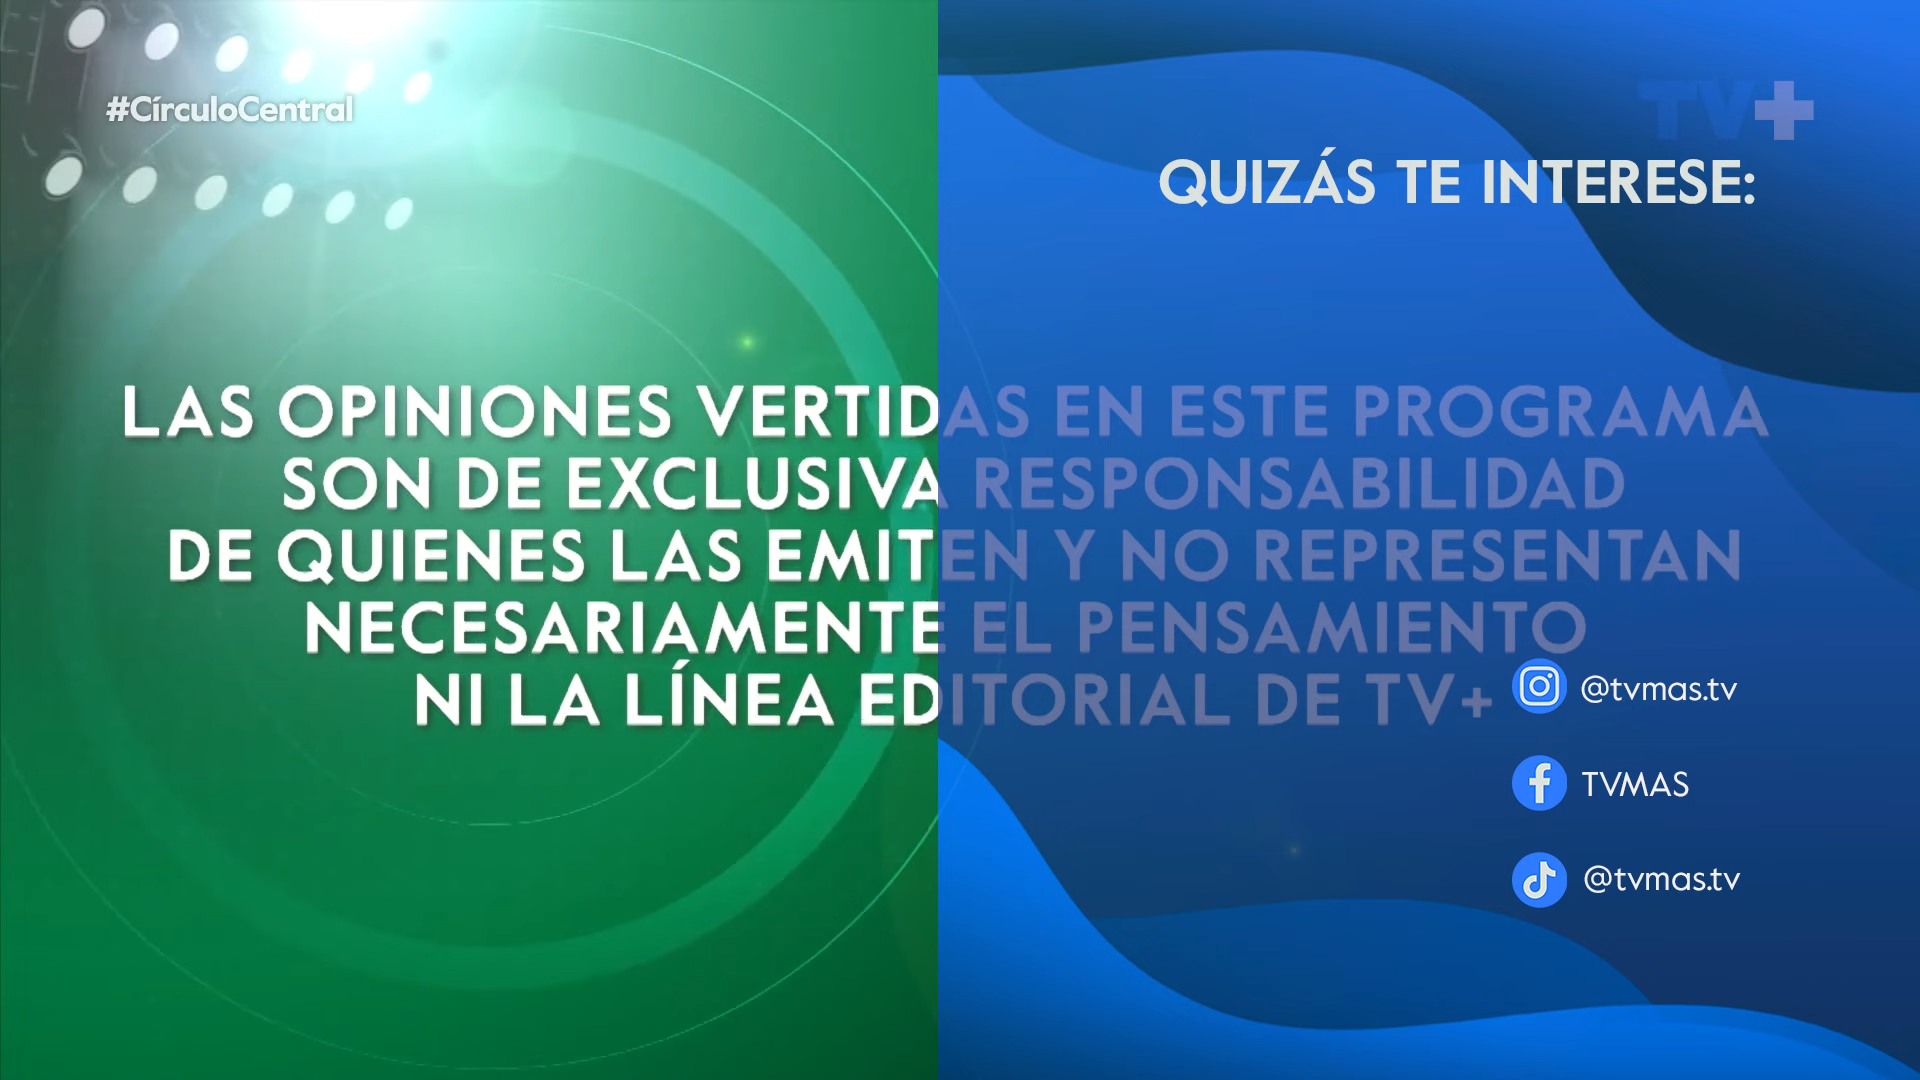 #CírculoCentral
TV+
QUIZÁS TE INTERESE:
LAS OPINIONES VERTIDAS EN ESTE PROGRAMA
SON DE EXCLUSIVA RESPONSABILIDAD
DE QUIENES LAS EMITEN Y NO REPRESENTAN
NECESARIAMENTE EL PENSAMIENTO
NI LA LÍNEA EDITORIAL DE TV+
@tvmas.tv
TVMAS
@tvmas.tv